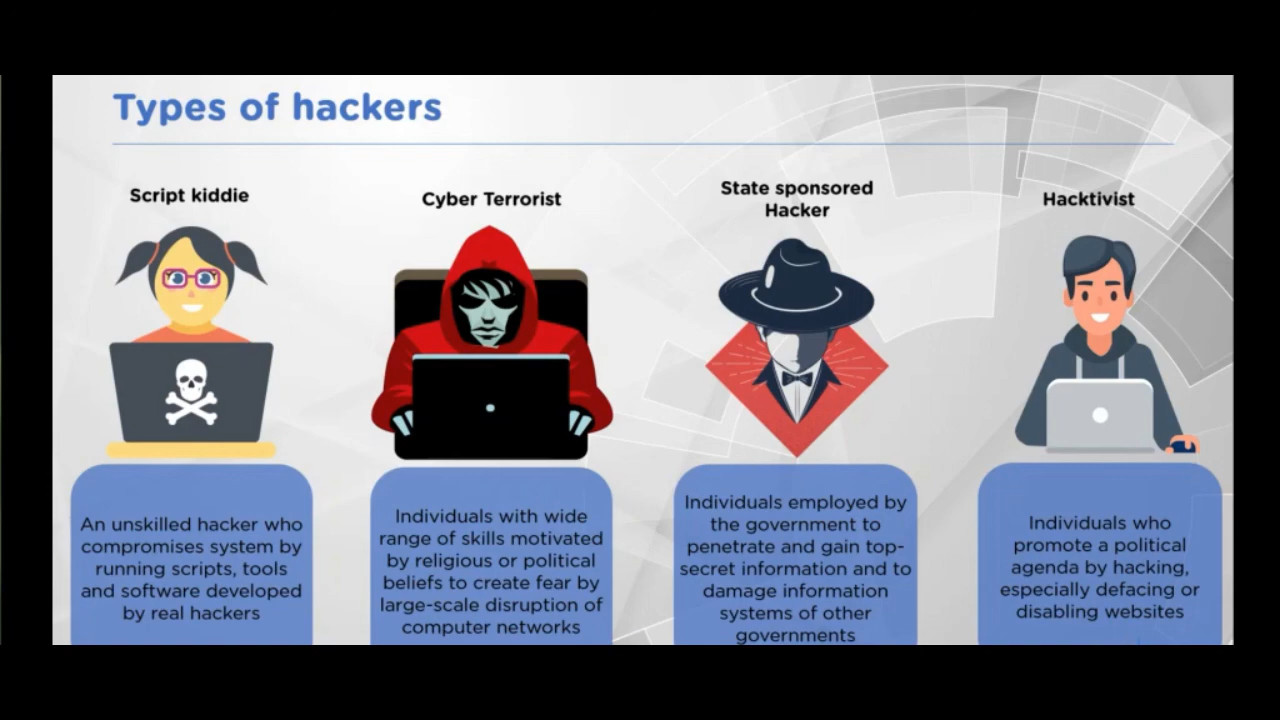 Types of hackers
Script kiddie
An unskilled hacker who
compromises system by
running scripts, tools
and software developed
by real hackers
Cyber Terrorist
Individuals with wide
range of skills motivated
by religious or political
beliefs to create fear by
large-scale disruption of
computer networks
State sponsored
Hacker
Individuals employed by
the government to
penetrate and gain top-
secret information and to
damage information
systems of other
governments
Hacktivist
Individuals who
promote a political
agenda by hacking,
especially defacing or
disabling websites